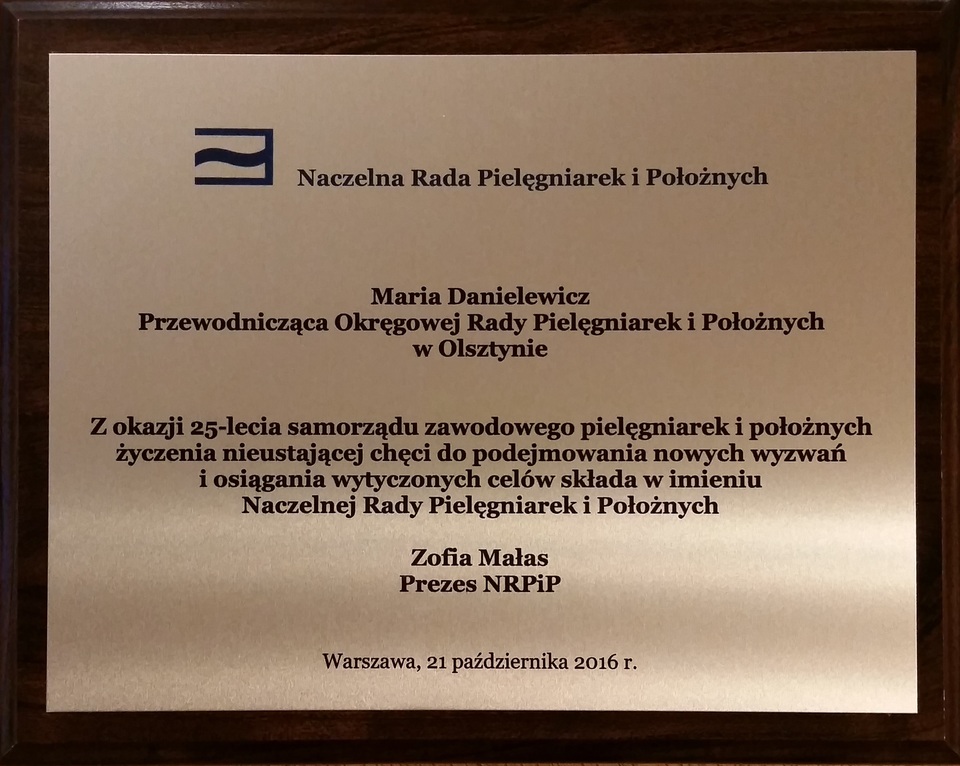 Naczelna Rada Pielęgniarek i Położnych
Maria Danielewicz
Przewodnicząca Okręgowej Rady Pielęgniarek i Położnych
w Olsztynie
Z okazji 25-lecia samorządu zawodowego pielęgniarek i położnych
życzenia nieustającej chęci do podejmowania nowych wyzwań
i osiągania wytyczonych celów składa w imieniu
Naczelnej Rady Pielęgniarek i Położnych
Zofia Małas
Prezes NRPiP
Warszawa, 21 października 2016 r.